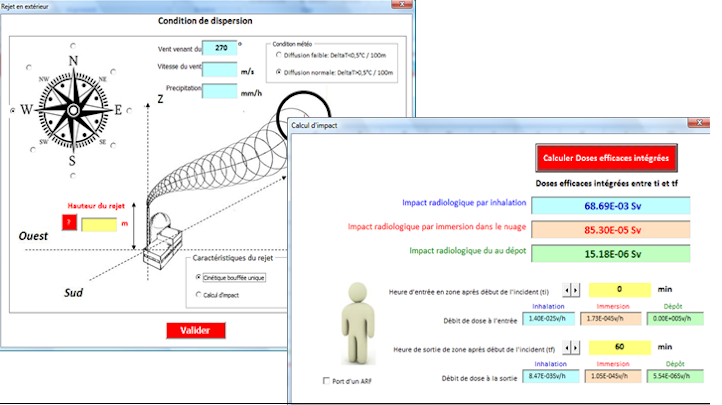 Rejet en extérieur
Condition de dispersion
N
NW
NE
W
E
SW
SE
S
Vent venant du 270 °
Vitesse du vent m/s
Precipitation mm/h
Condition météo
Diffusion faible: DeltaT<0,5°C / 100m
Diffusion normale: DeltaT>0,5°C / 100m
Z
Hauteur du rejet
? m
Ouest
Sud
Caractéristiques du rejet
Cinétique bouffée unique
Calcul d'impact
Valider
Calcul d'impact
Calculer Doses efficaces intégrées
Doses efficaces intégrées entre ti et tf
Impact radiologique par inhalation 68.69E-03 Sv
Impact radiologique par immersion dans le nuage 85.30E-05 Sv
Impact radiologique du au dépot 15.18E-06 Sv
Heure d'entrée en zone après début de l'incident (ti) 0 min
Inhalation Immersion Dépôt
Débit de dose à l'entrée 1.40E-02Sv/h 1.73E-04Sv/h 0.00E+00Sv/h
Heure de sortie de zone après début de l'incident (tf) 60 min
Inhalation Immersion Dépôt
Débit de dose à la sortie 8.47E-03Sv/h 1.05E-04Sv/h 5.54E-06Sv/h
Port d'un ARF